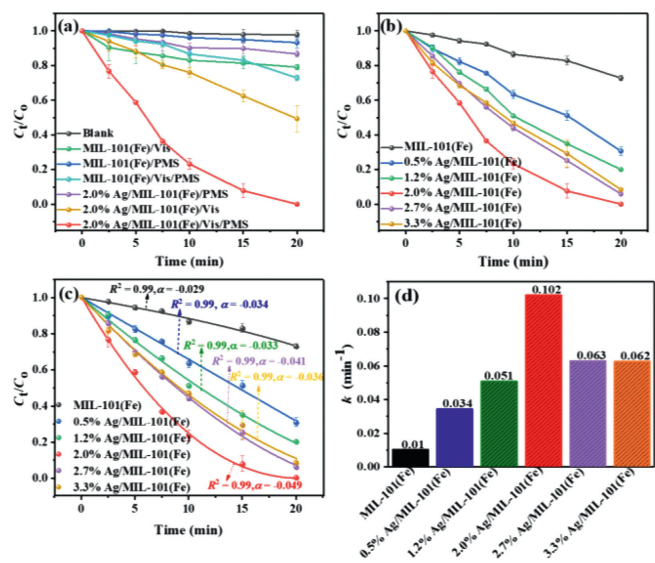 (a)
1.0
0.8
0.6
0.4
0.2
0.0
Ct/Co
Blank
MIL-101(Fe)/Vis
MIL-101(Fe)/PMS
MIL-101(Fe)/Vis/PMS
2.0% Ag/MIL-101(Fe)/PMS
2.0% Ag/MIL-101(Fe)/Vis
2.0% Ag/MIL-101(Fe)/Vis/PMS
0 5 10 15 20
Time (min)
(b)
1.0
0.8
0.6
0.4
0.2
0.0
Ct/Co
MIL-101(Fe)
0.5% Ag/MIL-101(Fe)
1.2% Ag/MIL-101(Fe)
2.0% Ag/MIL-101(Fe)
2.7% Ag/MIL-101(Fe)
3.3% Ag/MIL-101(Fe)
0 5 10 15 20
Time (min)
(c)
1.0
0.8
0.6
0.4
0.2
0.0
Ct/Co
R² = 0.99, α = -0.029
R² = 0.99, α = -0.034
R² = 0.99, α = -0.033
R² = 0.99, α = -0.041
R² = 0.99, α = -0.036
R² = 0.99, α = -0.049
MIL-101(Fe)
0.5% Ag/MIL-101(Fe)
1.2% Ag/MIL-101(Fe)
2.0% Ag/MIL-101(Fe)
2.7% Ag/MIL-101(Fe)
3.3% Ag/MIL-101(Fe)
0 5 10 15 20
Time (min)
(d)
0.10
0.08
0.06
0.04
0.02
0.00
k (min⁻¹)
0.01
0.034
0.051
0.102
0.063
0.062
MIL-101(Fe)
0.5% Ag/MIL-101(Fe)
1.2% Ag/MIL-101(Fe)
2.0% Ag/MIL-101(Fe)
2.7% Ag/MIL-101(Fe)
3.3% Ag/MIL-101(Fe)